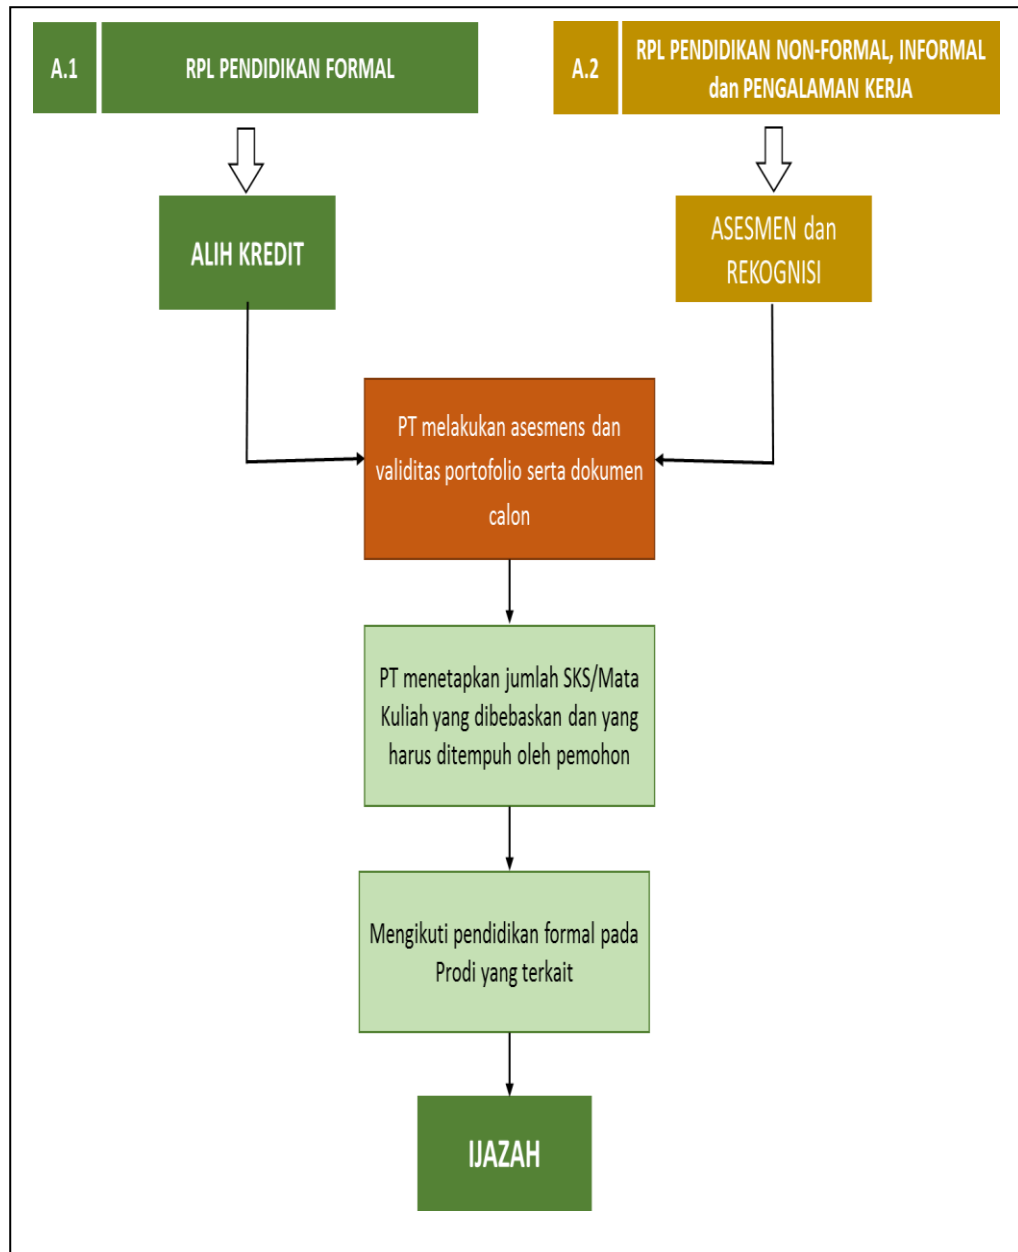 A.1
RPL PENDIDIKAN FORMAL
A.2
RPL PENDIDIKAN NON-FORMAL, INFORMAL
dan PENGALAMAN KERJA
ALIH KREDIT
ASESMEN dan
REKOGNISI
PT melakukan asesmens dan
validitas portofolio serta dokumen
calon
PT menetapkan jumlah SKS/Mata
Kuliah yang dibebaskan dan yang
harus ditempuh oleh pemohon
Mengikuti pendidikan formal pada
Prodi yang terkait
IJAZAH